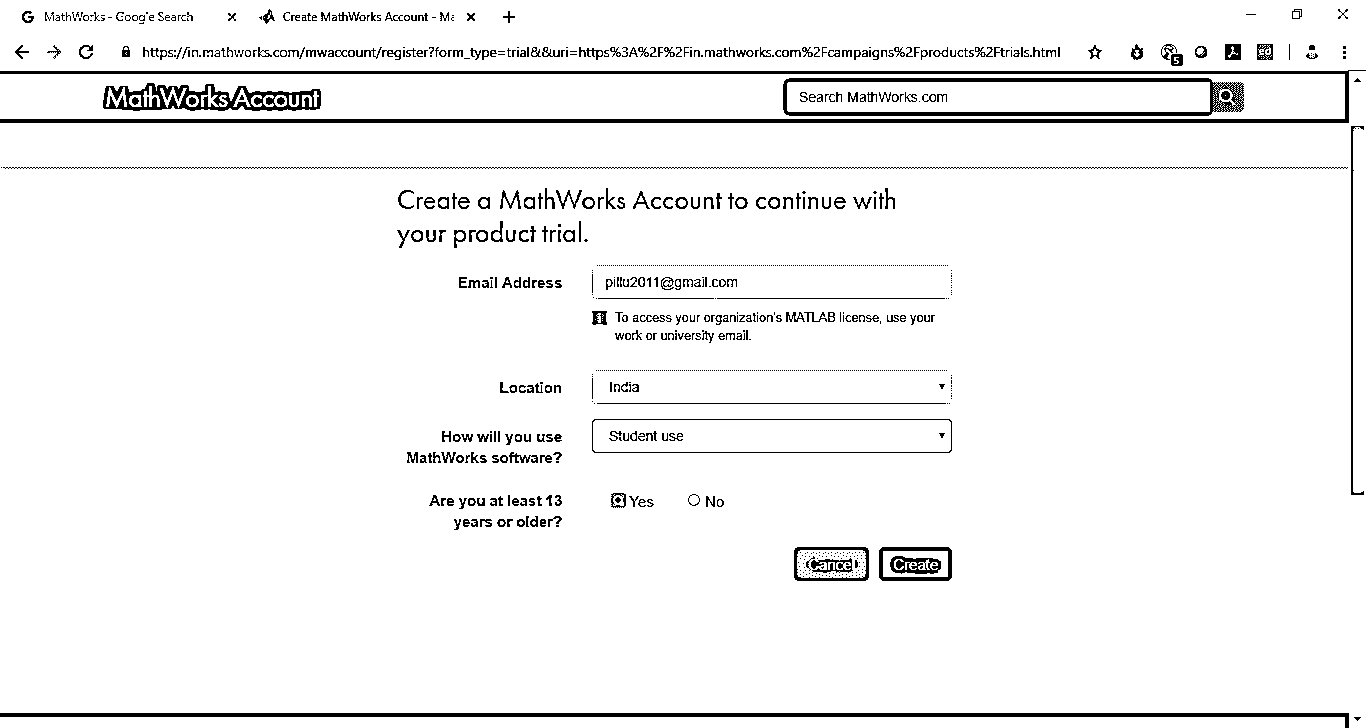 MathWorks - Google Search
Create MathWorks Account - Ma
https://in.mathworks.com/mwaccount/register?form_type=trial&&uri=https%3A%2F%2Fin.mathworks.com%2Fcampaigns%2Fproducts%2Ftrials.html
5
MathWorks Account
Search MathWorks.com
Create a MathWorks Account to continue with
your product trial.
Email Address
pillu2011@gmail.com
To access your organization's MATLAB license, use your
work or university email.
Location
India
How will you use
MathWorks software?
Student use
Are you at least 13
years or older?
Yes
No
Cancel
Create